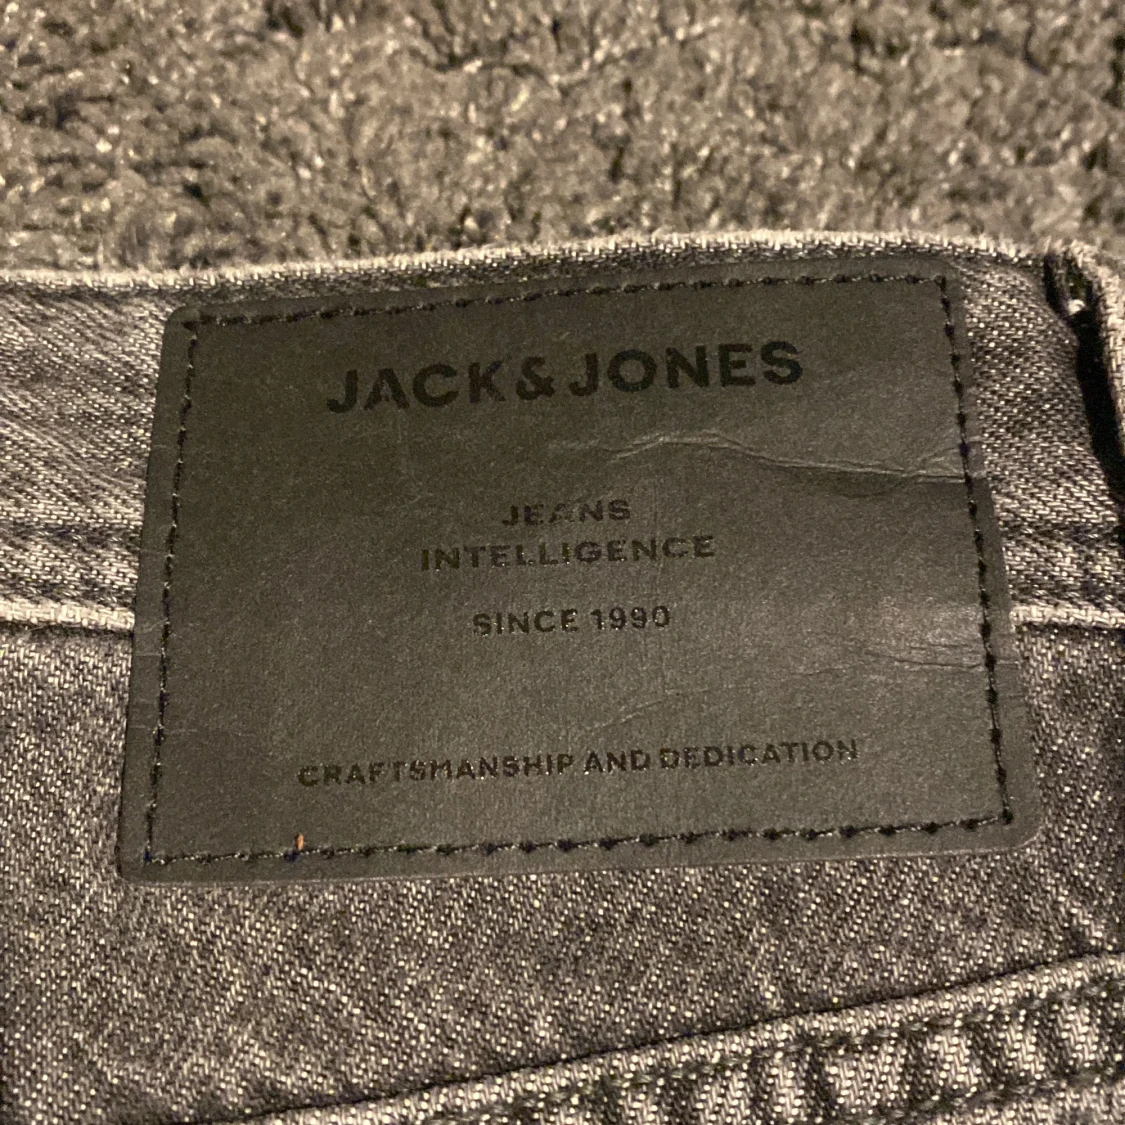 JACK&JONES
JEANS
INTELLIGENCE
SINCE 1990
CRAFTSMANSHIP AND DEDICATION